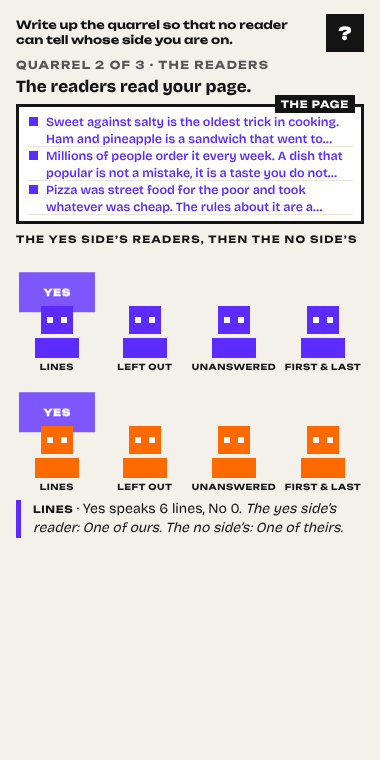 Write up the quarrel so that no reader
can tell whose side you are on.
?
QUARREL 2 OF 3 · THE READERS
The readers read your page.
THE PAGE
Sweet against salty is the oldest trick in cooking.
Ham and pineapple is a sandwich that went to…
Millions of people order it every week. A dish that
popular is not a mistake, it is a taste you do not…
Pizza was street food for the poor and took
whatever was cheap. The rules about it are a…
THE YES SIDE'S READERS, THEN THE NO SIDE'S
YES
LINES LEFT OUT UNANSWERED FIRST & LAST
YES
LINES LEFT OUT UNANSWERED FIRST & LAST
LINES · Yes speaks 6 lines, No 0. The yes side's
reader: One of ours. The no side's: One of theirs.